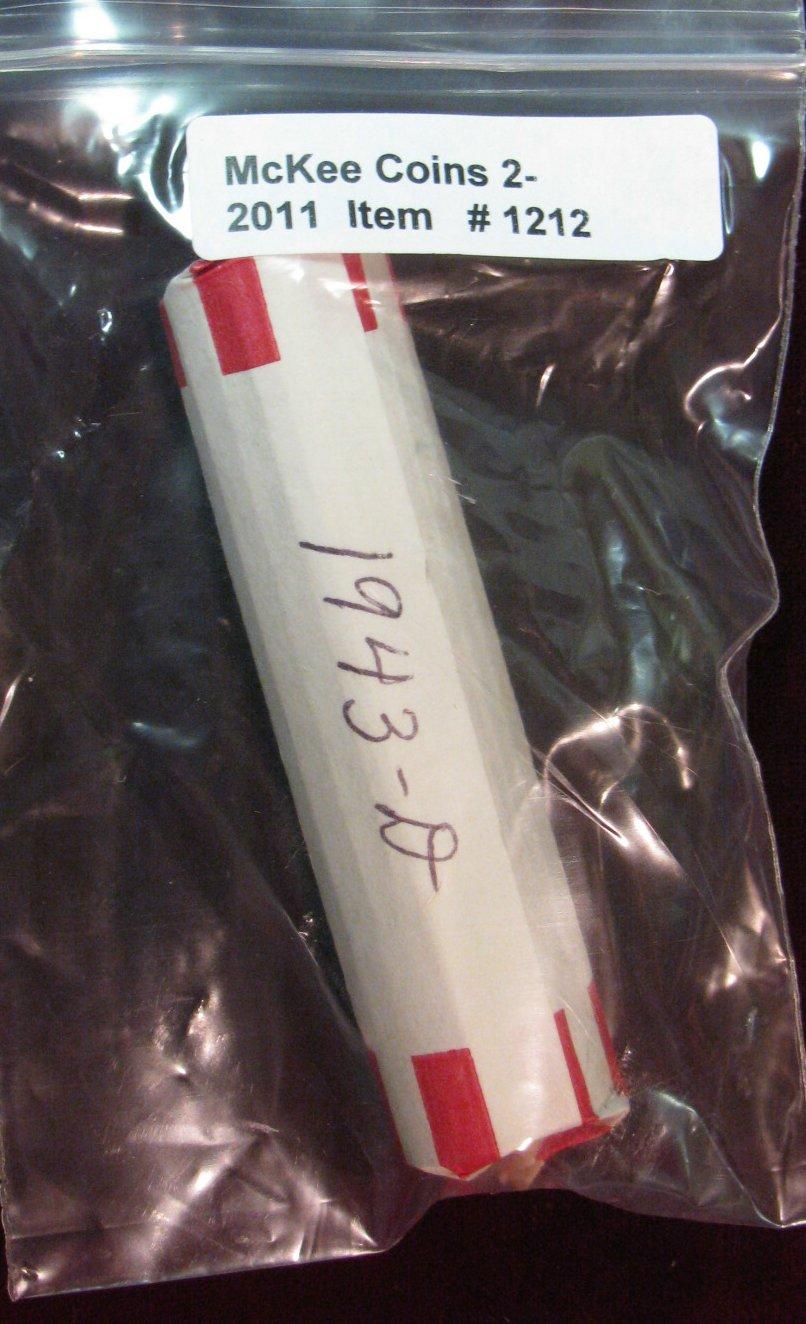 McKee Coins 2-
2011 Item # 1212
1943-D